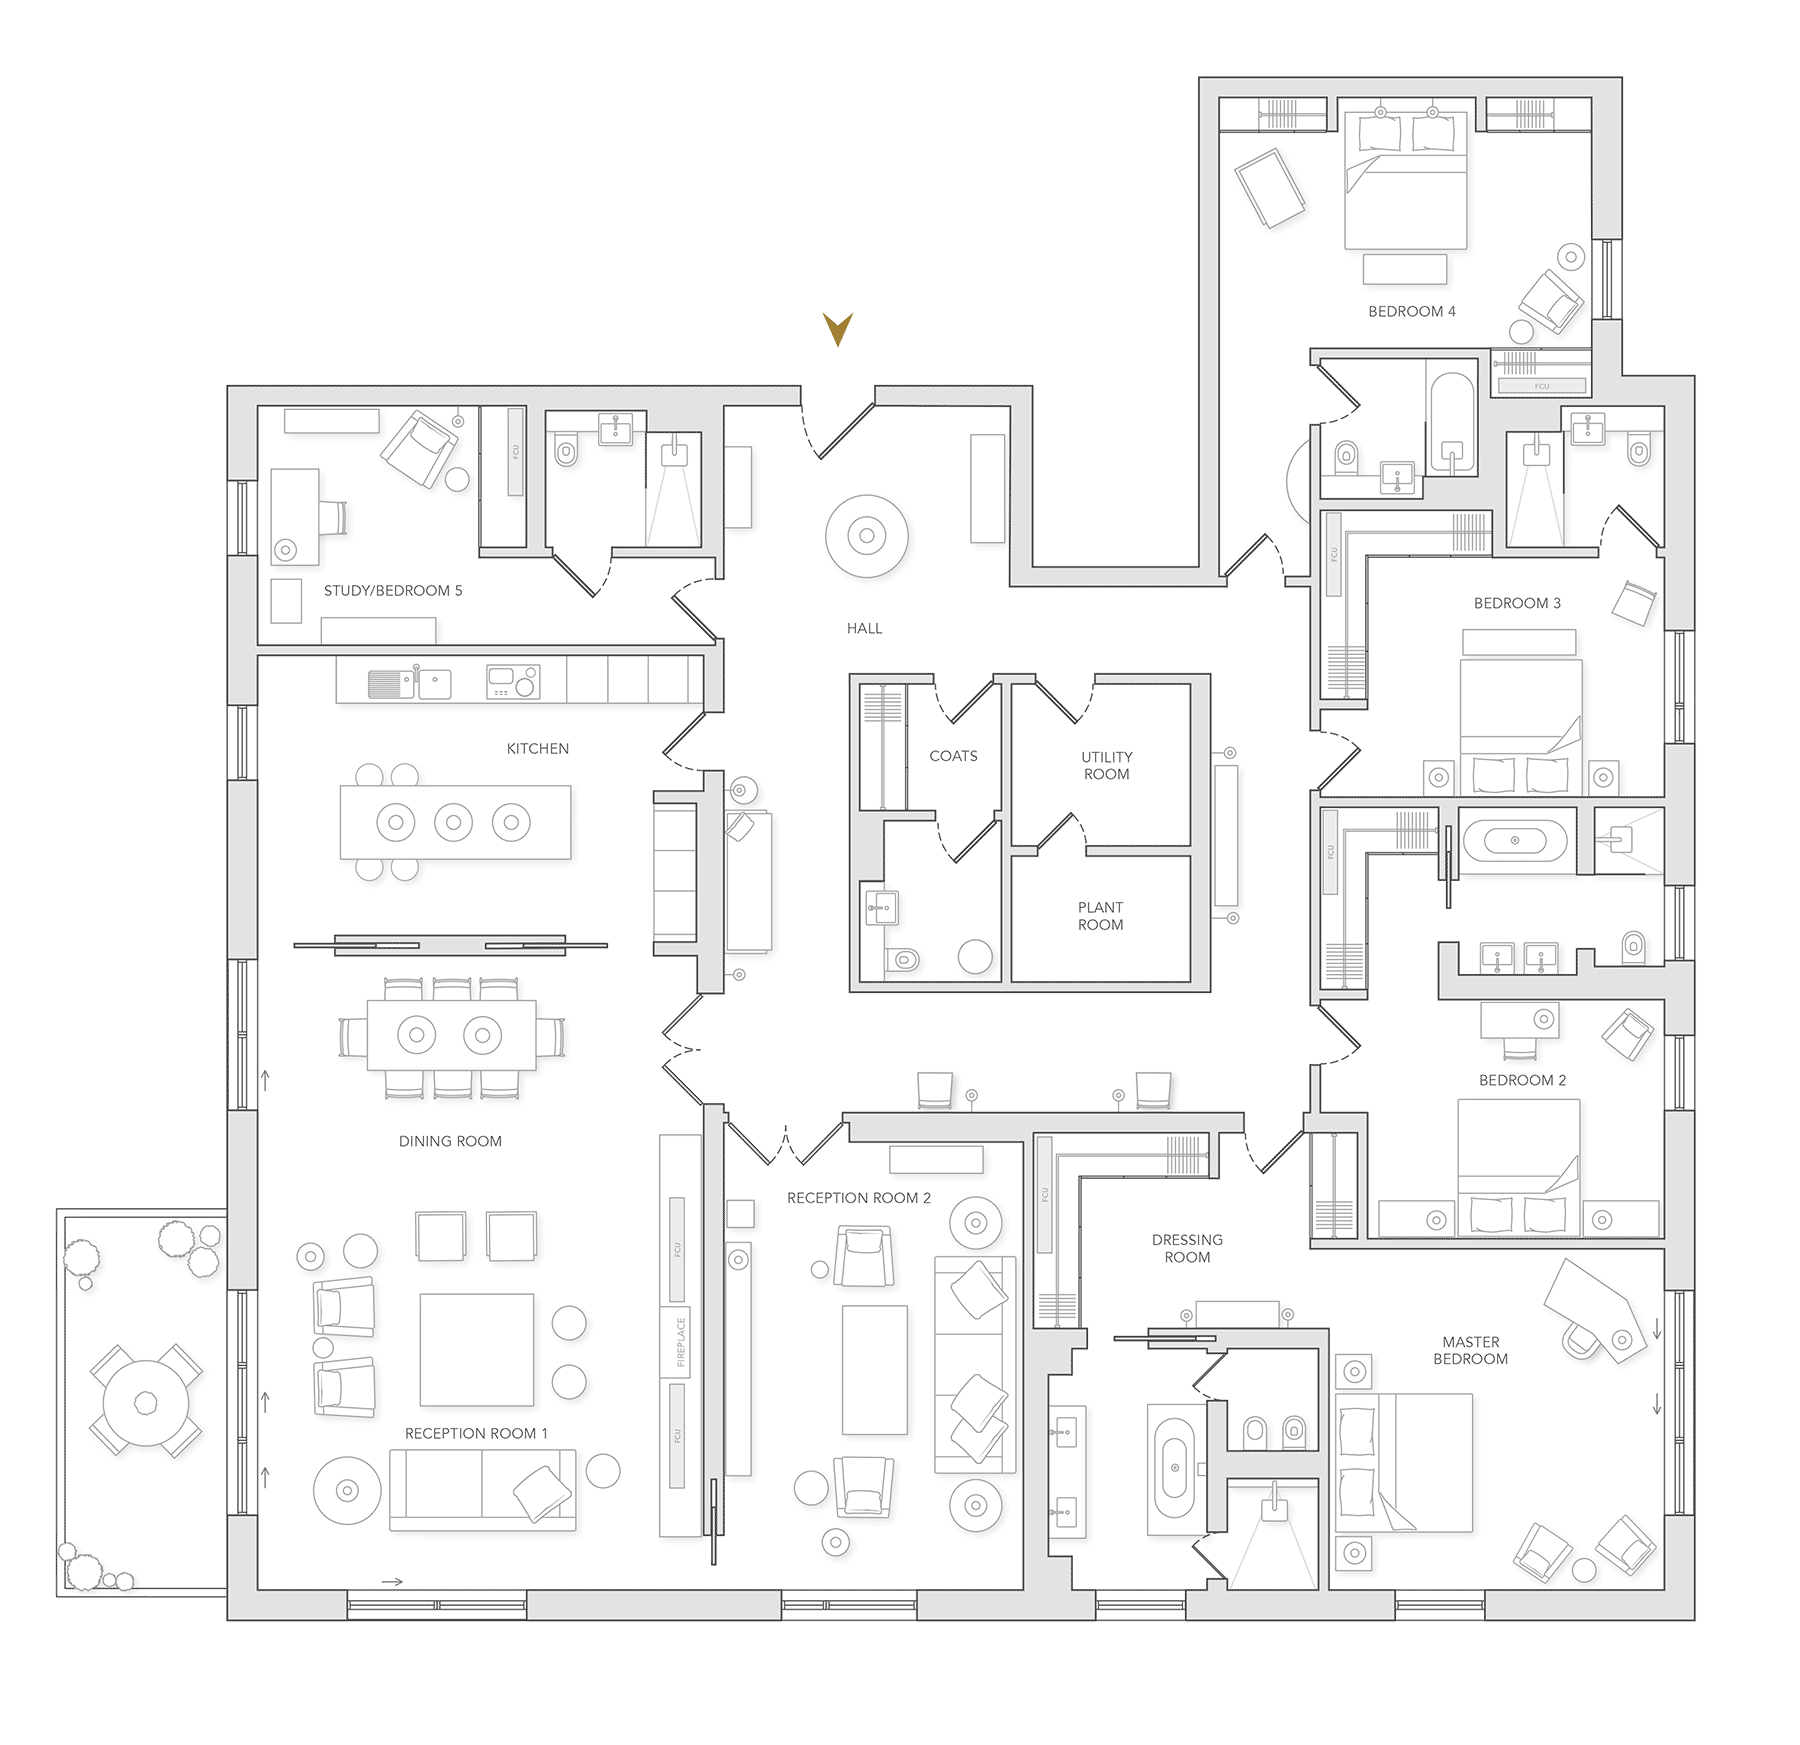 BEDROOM 4
FCU
FCU
STUDY/BEDROOM 5
HALL
FCU
BEDROOM 3
KITCHEN
COATS
UTILITY
ROOM
FCU
PLANT
ROOM
BEDROOM 2
DINING ROOM
RECEPTION ROOM 2
FCU
DRESSING
ROOM
FCU
FIREPLACE
MASTER
BEDROOM
RECEPTION ROOM 1
FCU